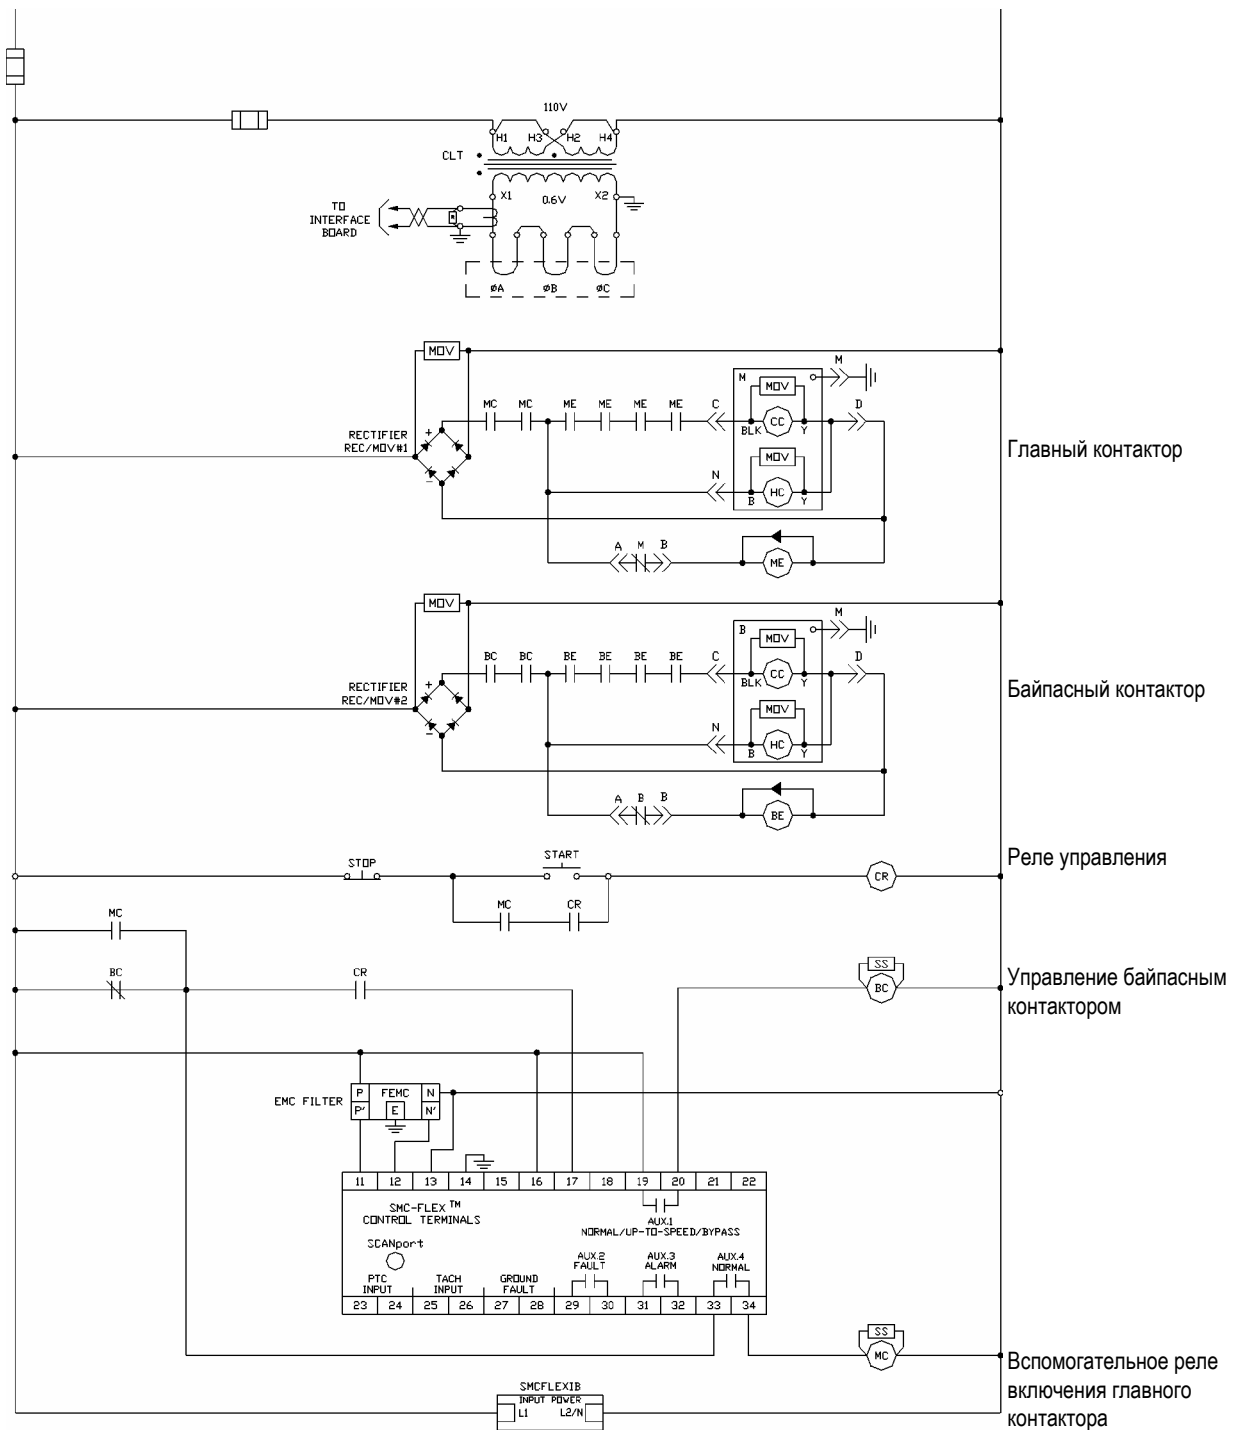 110V
H1 H3 H2 H4
CLT
X1 0.6V X2
TO
INTERFACE
BOARD
ØA ØB ØC
MOV
M
M MOV
MC MC ME ME ME ME C D
CC
BLK Y
RECTIFIER
REC/MOV#1
+
-
Главный контактор
MOV
N
HC
B Y
A M B
ME
MOV
M
B MOV
BC BC BE BE BE BE C D
CC
BLK Y
RECTIFIER
REC/MOV#2
+
-
Байпасный контактор
MOV
N
HC
B Y
A B B
BE
Реле управления
STOP START
CR
MC CR
MC
BC CR
SS
BC
Управление байпасным
контактором
EMC FILTER
P FEMC N
P' E N'
11 12 13 14 15 16 17 18 19 20 21 22
SMC-FLEX™
CONTROL TERMINALS
AUX.1
NORMAL/UP-TO-SPEED/BYPASS
SCANport
PTC
INPUT
TACH
INPUT
GROUND
FAULT
AUX.2
FAULT
AUX.3
ALARM
AUX.4
NORMAL
23 24 25 26 27 28 29 30 31 32 33 34
SS
MC
Вспомогательное реле
включения главного
контактора
SMCFLEXIB
INPUT POWER
L1 L2/N